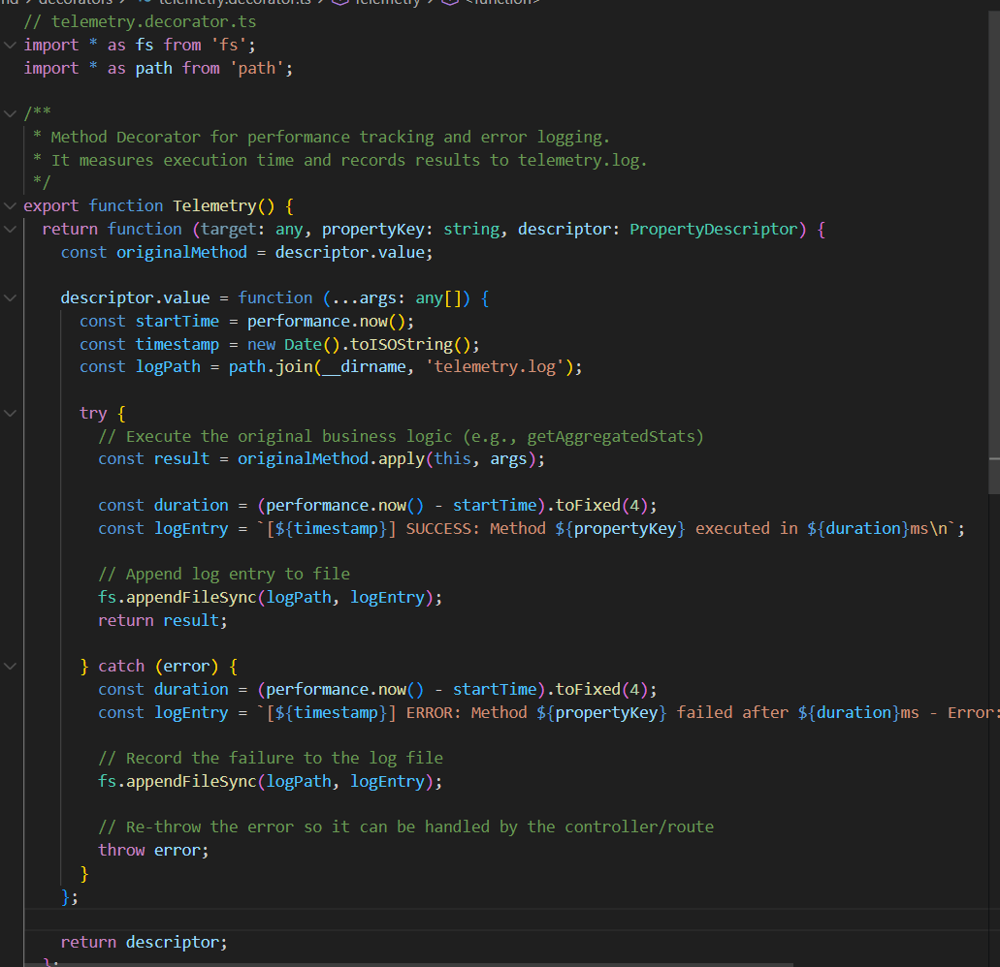 decorators > telemetry.decorator.ts > Telemetry > <function>
// telemetry.decorator.ts
import * as fs from 'fs';
import * as path from 'path';
/**
 * Method Decorator for performance tracking and error logging.
 * It measures execution time and records results to telemetry.log.
 */
export function Telemetry() {
  return function (target: any, propertyKey: string, descriptor: PropertyDescriptor) {
    const originalMethod = descriptor.value;
    descriptor.value = function (...args: any[]) {
      const startTime = performance.now();
      const timestamp = new Date().toISOString();
      const logPath = path.join(__dirname, 'telemetry.log');
      try {
        // Execute the original business logic (e.g., getAggregatedStats)
        const result = originalMethod.apply(this, args);
        const duration = (performance.now() - startTime).toFixed(4);
        const logEntry = `[${timestamp}] SUCCESS: Method ${propertyKey} executed in ${duration}ms\n`;
        // Append log entry to file
        fs.appendFileSync(logPath, logEntry);
        return result;
      } catch (error) {
        const duration = (performance.now() - startTime).toFixed(4);
        const logEntry = `[${timestamp}] ERROR: Method ${propertyKey} failed after ${duration}ms - Error:
        // Record the failure to the log file
        fs.appendFileSync(logPath, logEntry);
        // Re-throw the error so it can be handled by the controller/route
        throw error;
      }
    };
    return descriptor;
  };